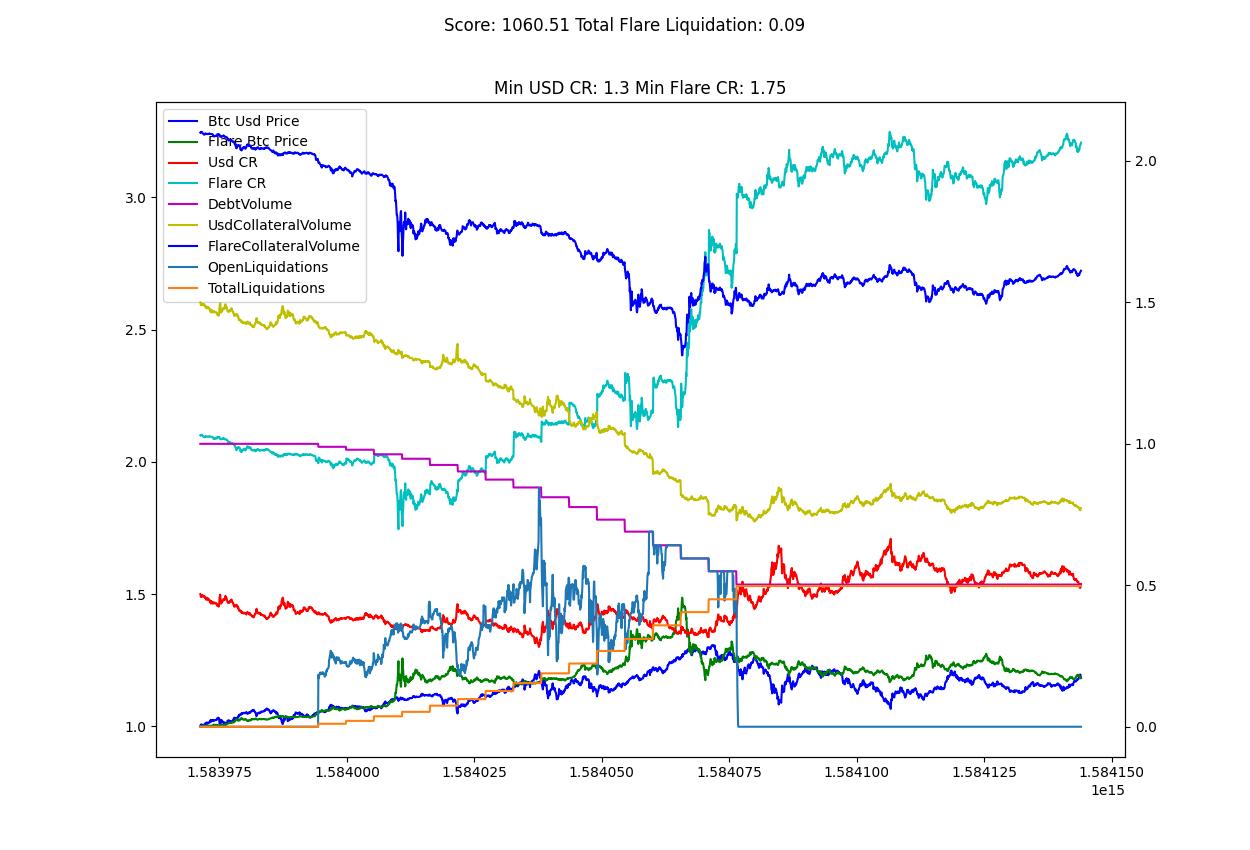 Score: 1060.51 Total Flare Liquidation: 0.09
Min USD CR: 1.3 Min Flare CR: 1.75
Btc Usd Price
Flare Btc Price
Usd CR
Flare CR
DebtVolume
UsdCollateralVolume
FlareCollateralVolume
OpenLiquidations
TotalLiquidations
3.0
2.5
2.0
1.5
1.0
2.0
1.5
1.0
0.5
0.0
1.583975 1.584000 1.584025 1.584050 1.584075 1.584100 1.584125 1.584150
1e15